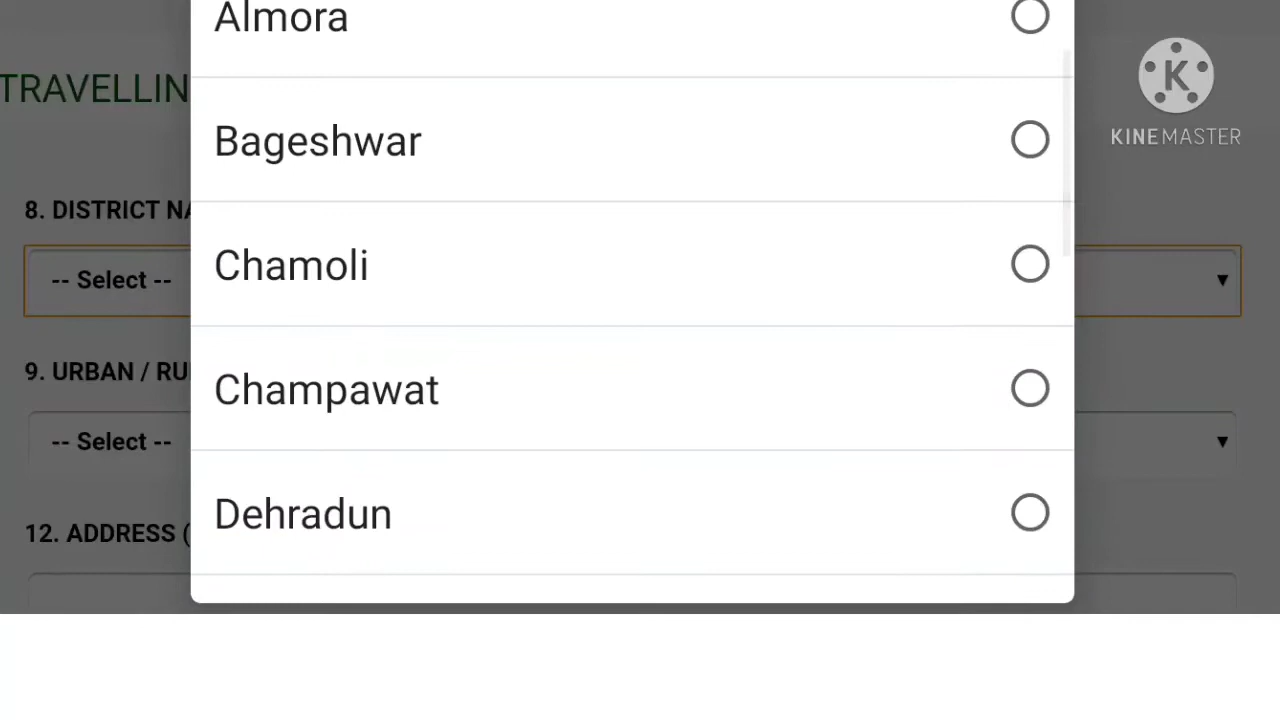 Almora
TRAVELLIN
K
KINEMASTER
Bageshwar
8. DISTRICT NA
Chamoli
-- Select --
9. URBAN / RU
Champawat
-- Select --
Dehradun
12. ADDRESS (